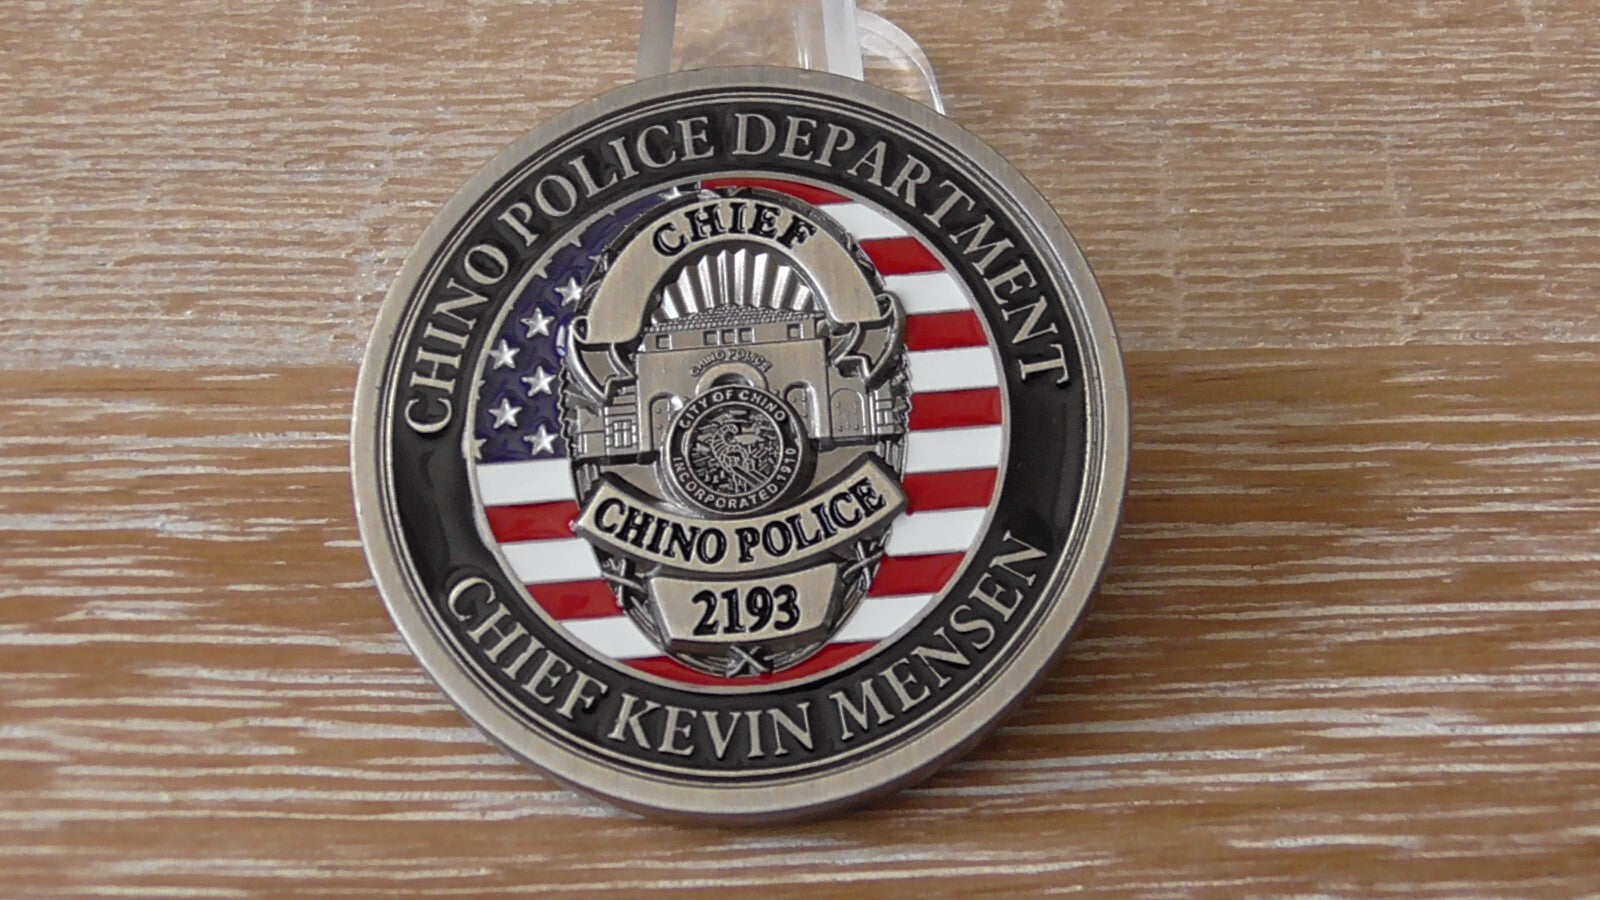 CHINO POLICE DEPARTMENT
CHIEF
CHINO POLICE
CITY OF CHINO
INCORPORATED 1910
CHINO POLICE
2193
CHIEF KEVIN MENSEN